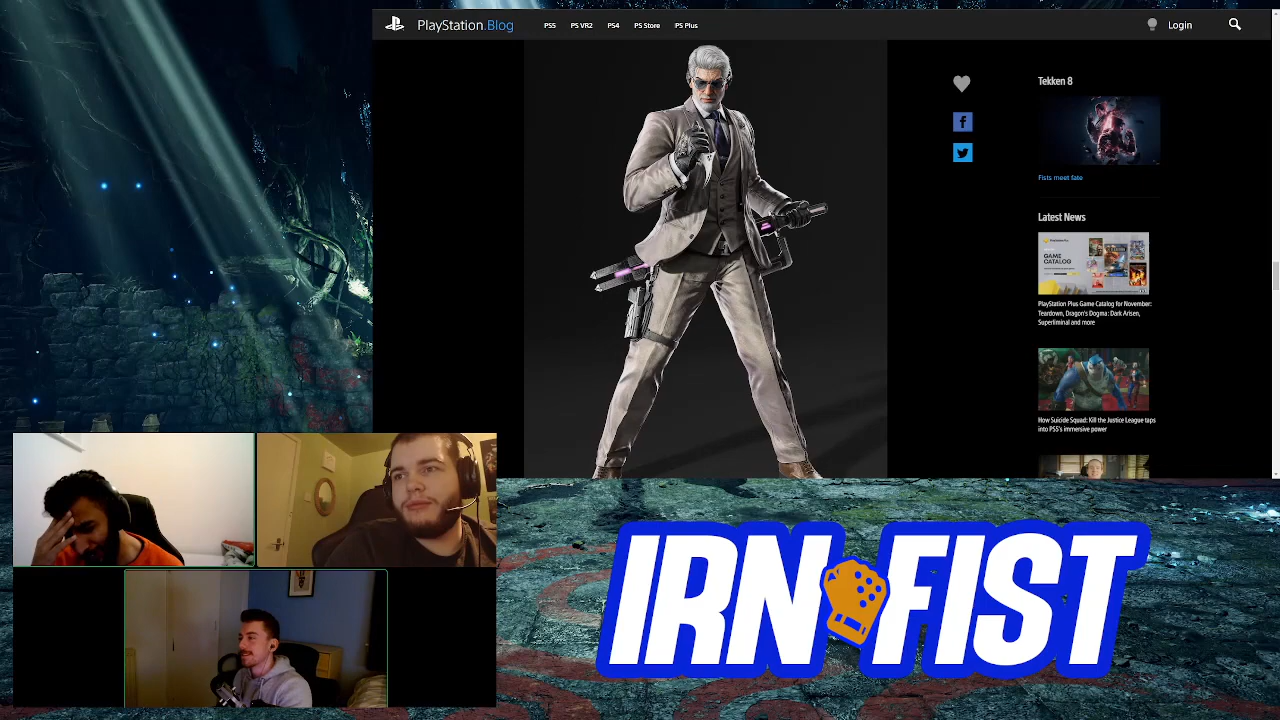 PlayStation.Blog
PS5
PS VR2
PS4
PS Store
PS Plus
Login
Tekken 8
Fists meet fate
Latest News
GAME
CATALOG
PlayStation Plus Game Catalog for November:
Teardown, Dragon's Dogma: Dark Arisen,
Superliminal and more
How Suicide Squad: Kill the Justice League taps
into PS5's immersive power
IRN FIST